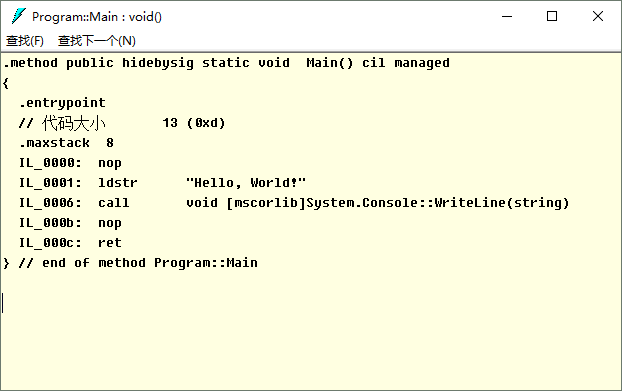 Program::Main : void()
查找(F) 查找下一个(N)
.method public hidebysig static void  Main() cil managed
{
  .entrypoint
  // 代码大小       13 (0xd)
  .maxstack  8
  IL_0000:  nop
  IL_0001:  ldstr      "Hello, World!"
  IL_0006:  call       void [mscorlib]System.Console::WriteLine(string)
  IL_000b:  nop
  IL_000c:  ret
} // end of method Program::Main